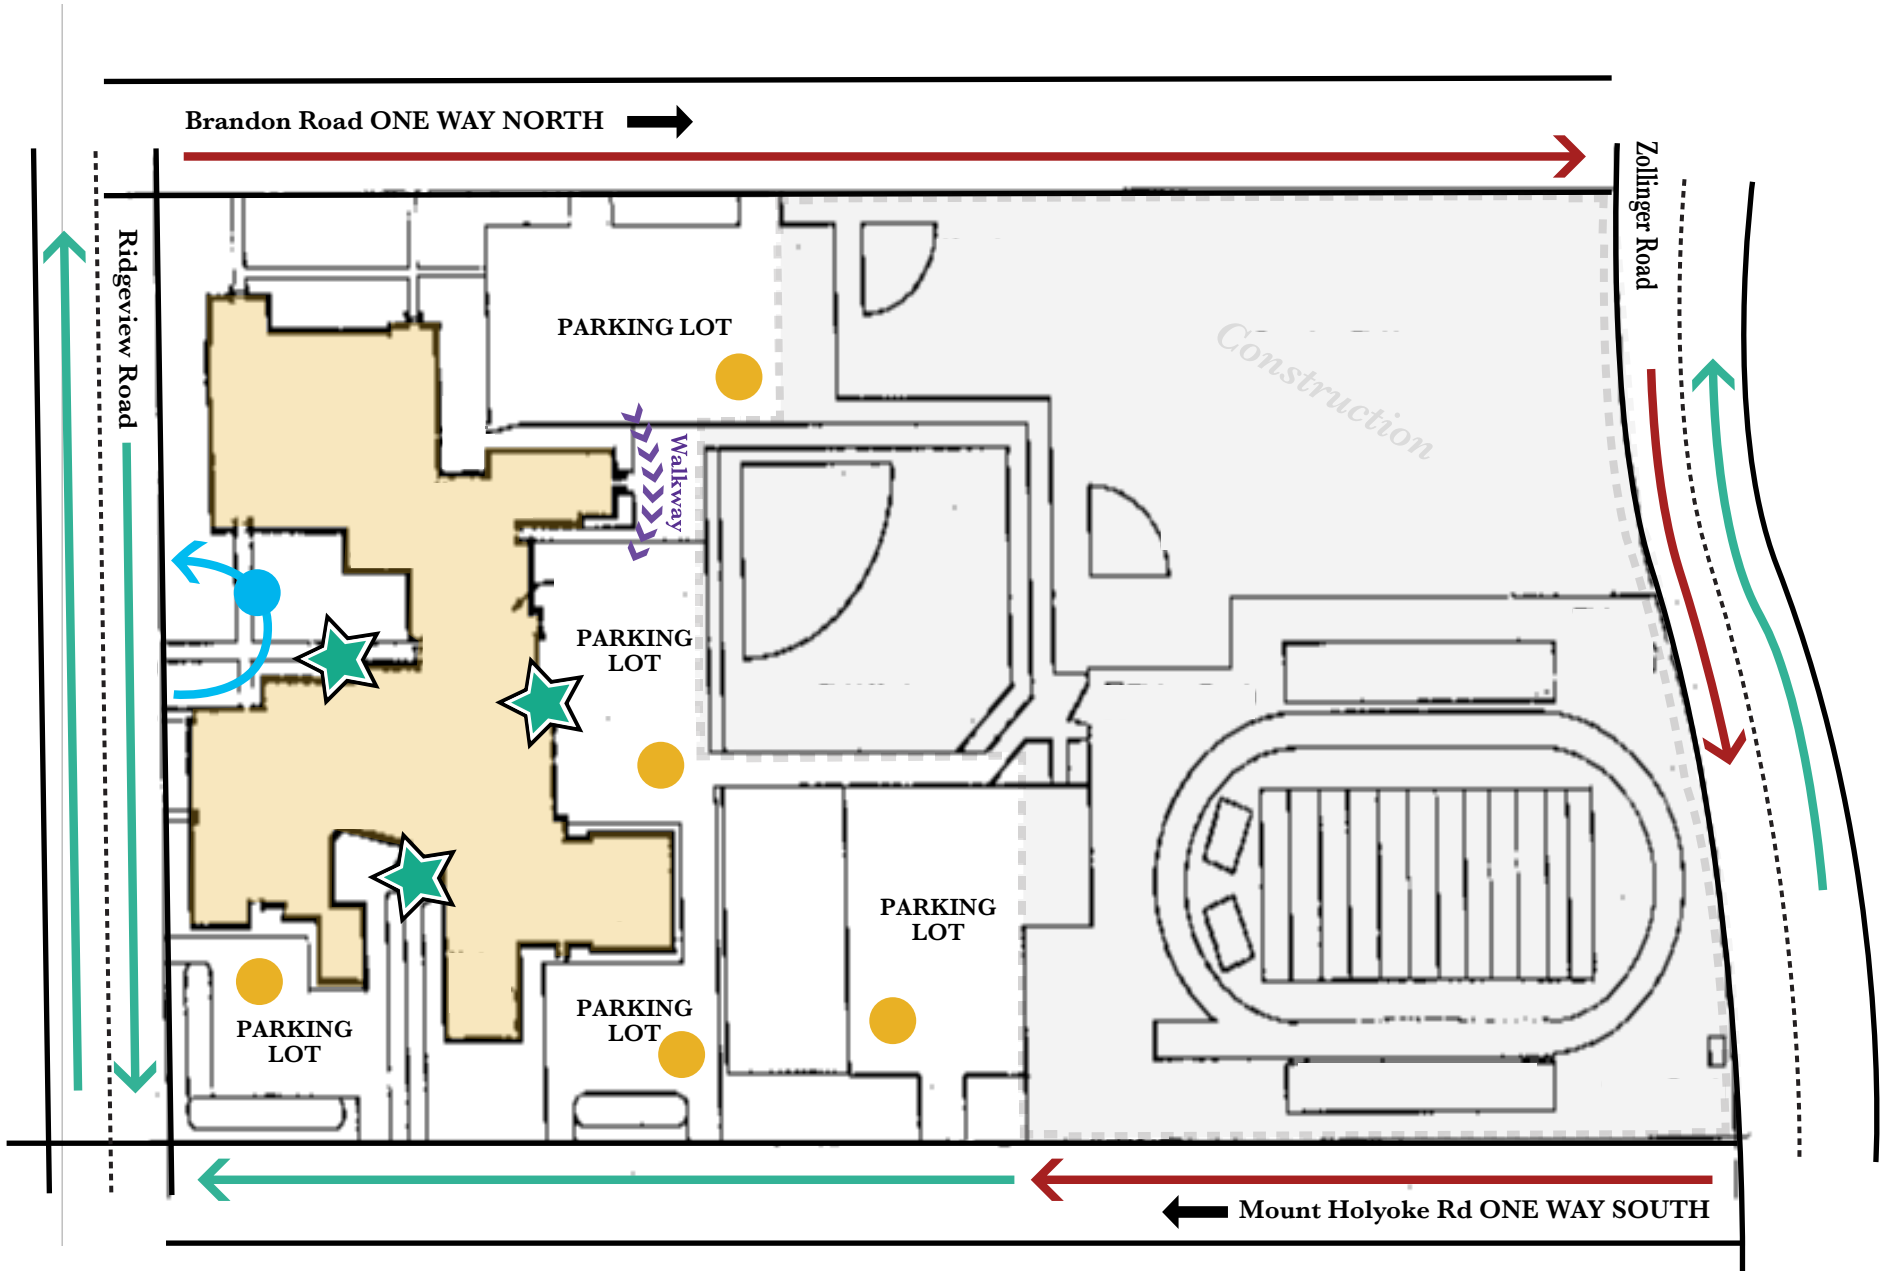 Brandon Road ONE WAY NORTH
Zollinger Road
Ridgeview Road
PARKING LOT
Construction
Walkway
PARKING
LOT
PARKING
LOT
PARKING
LOT
PARKING
LOT
Mount Holyoke Rd ONE WAY SOUTH